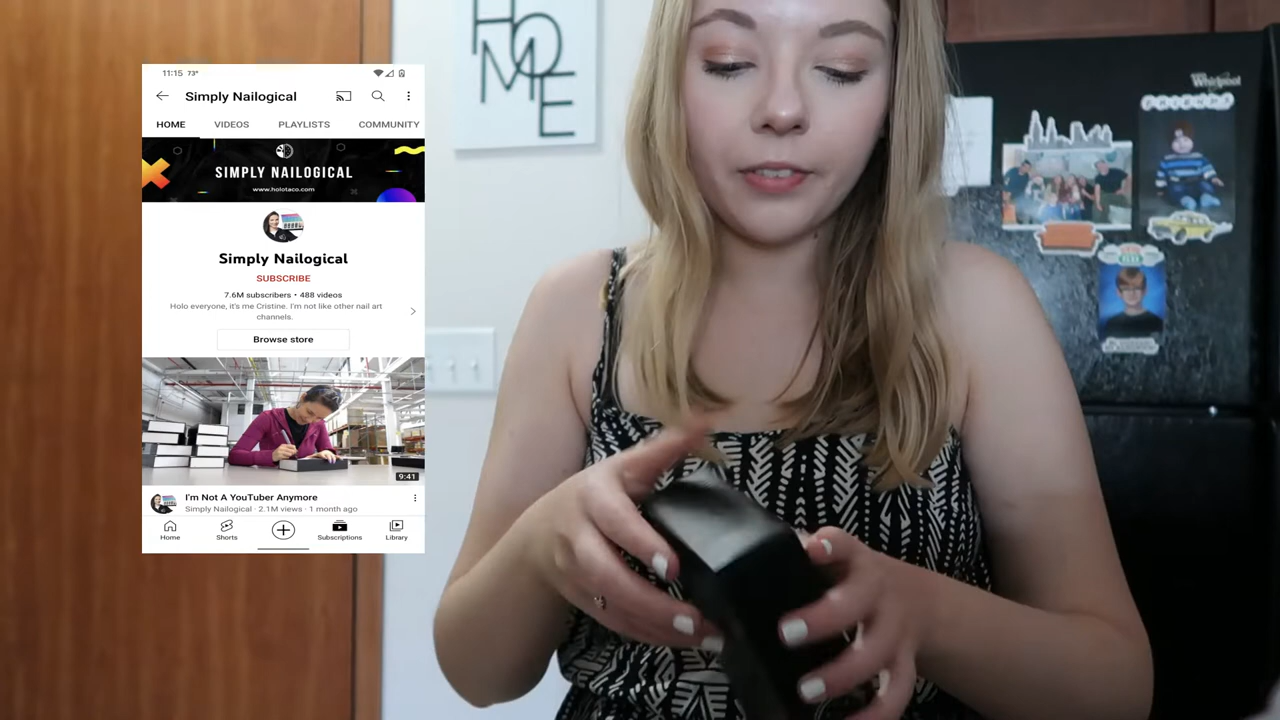 HOME
11:15 73°
Simply Nailogical
HOME VIDEOS PLAYLISTS COMMUNITY
SIMPLY NAILOGICAL
www.holotaco.com
Simply Nailogical
SUBSCRIBE
7.6M subscribers • 488 videos
Holo everyone, it's me Cristine. I'm not like other nail art
channels.
Browse store
9:41
I'm Not A YouTuber Anymore
Simply Nailogical · 2.1M views · 1 month ago
Home Shorts Subscriptions Library
Whirlpool
FRIENDS